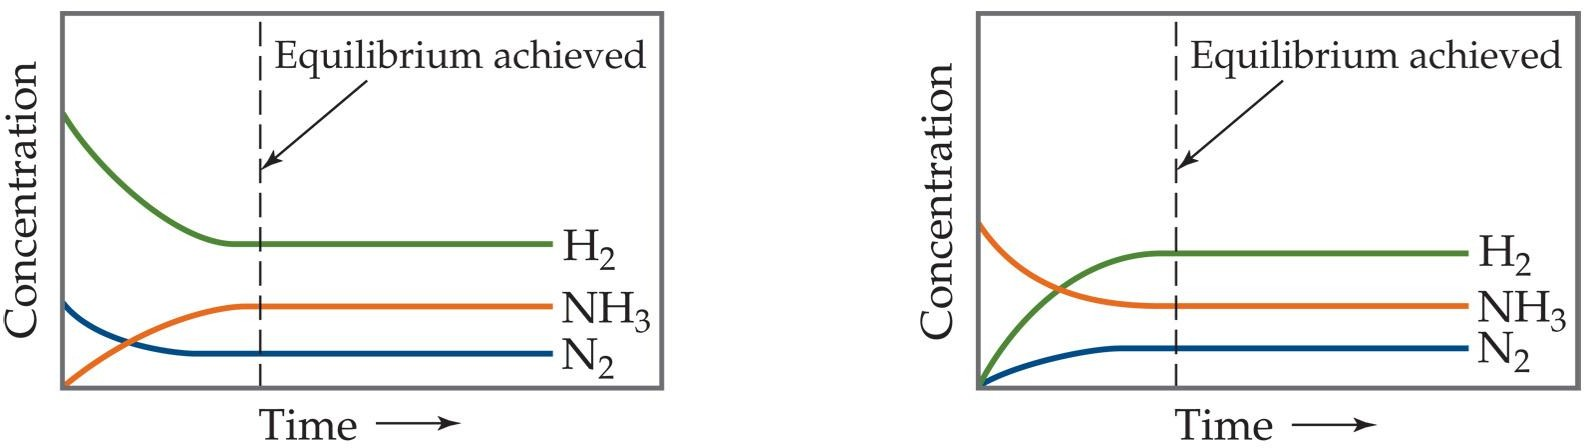 Concentration
Equilibrium achieved
H₂
NH₃
N₂
Time
Concentration
Equilibrium achieved
H₂
NH₃
N₂
Time